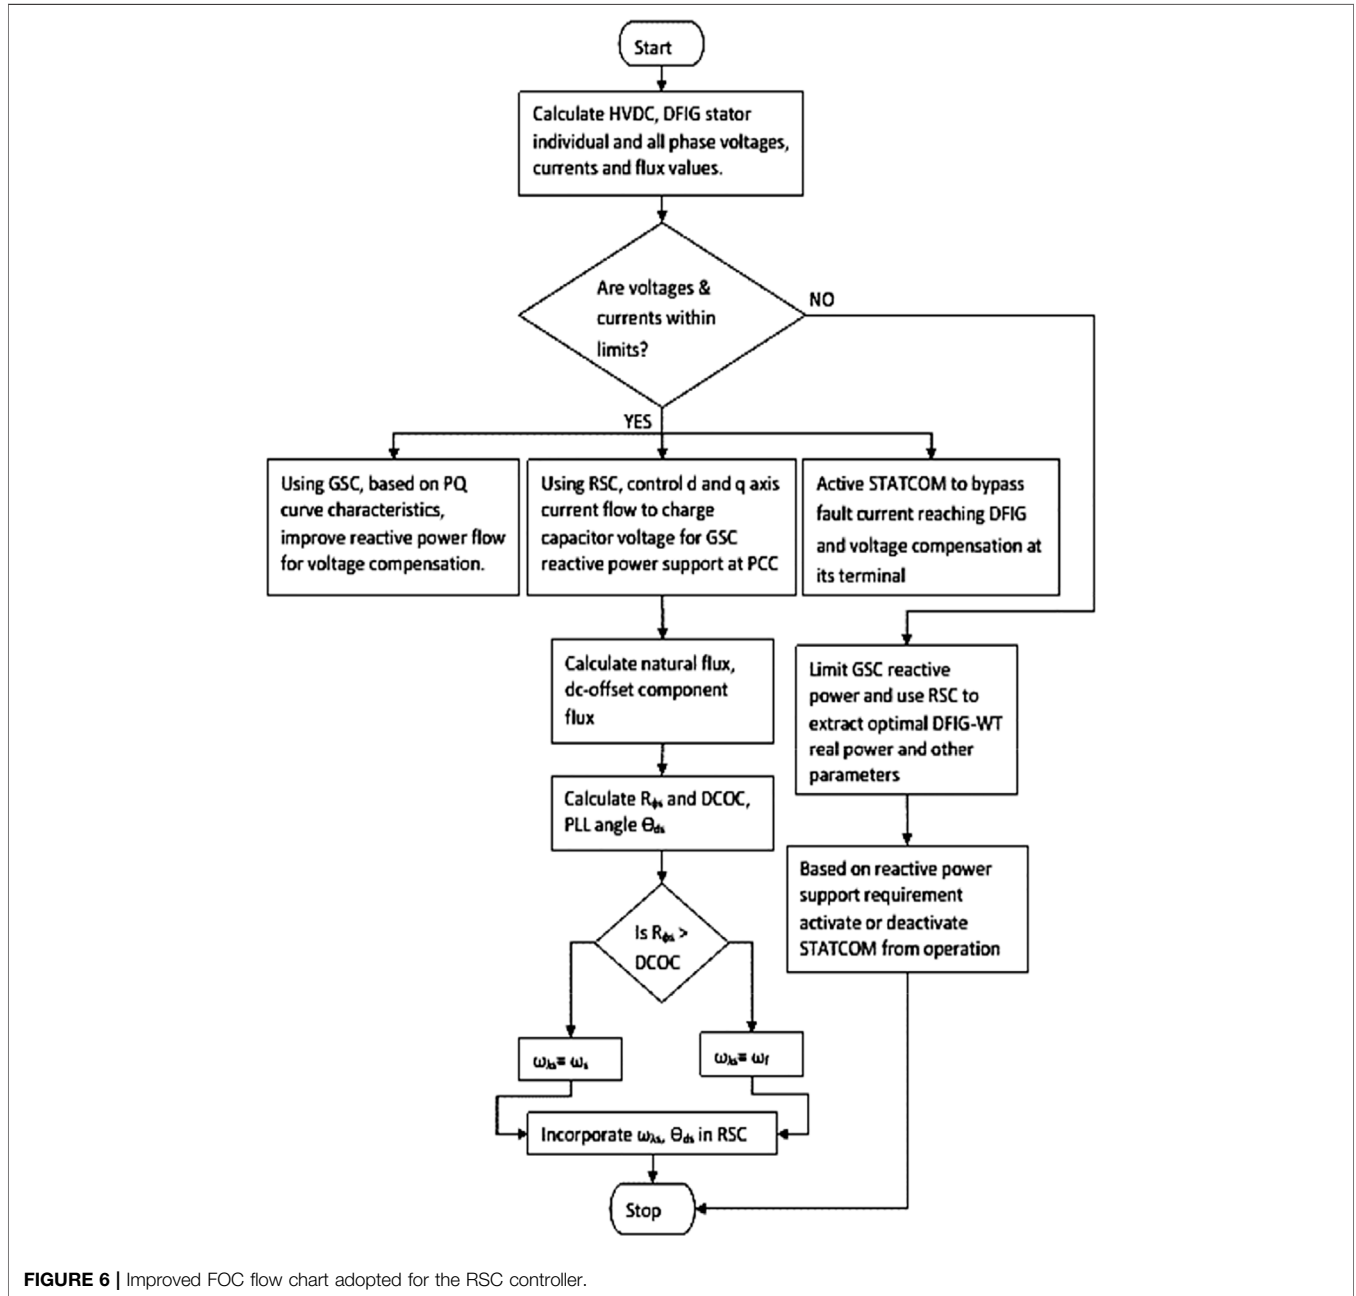 Start
Calculate HVDC, DFIG stator
individual and all phase voltages,
currents and flux values.
Are voltages &
currents within
limits?
NO
YES
Using GSC, based on PQ
curve characteristics,
improve reactive power flow
for voltage compensation.
Using RSC, control d and q axis
current flow to charge
capacitor voltage for GSC
reactive power support at PCC
Active STATCOM to bypass
fault current reaching DFIG
and voltage compensation at
its terminal
Calculate natural flux,
dc-offset component
flux
Limit GSC reactive
power and use RSC to
extract optimal DFIG-WT
real power and other
parameters
Calculate Rϕs and DCOC,
PLL angle Θds
Based on reactive power
support requirement
activate or deactivate
STATCOM from operation
Is Rϕs >
DCOC
ωλs= ωs
ωλs= ωf
Incorporate ωλs, Θds in RSC
Stop
FIGURE 6 | Improved FOC flow chart adopted for the RSC controller.